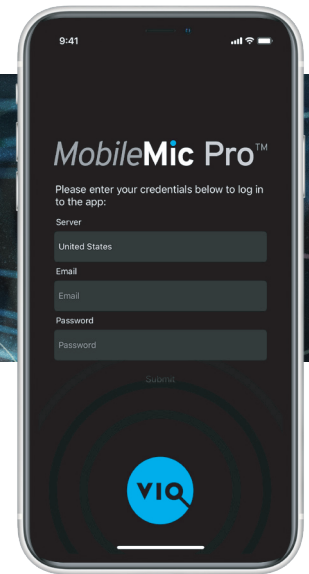 9:41
MobileMic Pro™
Please enter your credentials below to log in
to the app:
Server
United States
Email
Email
Password
Password
Submit
VIQ